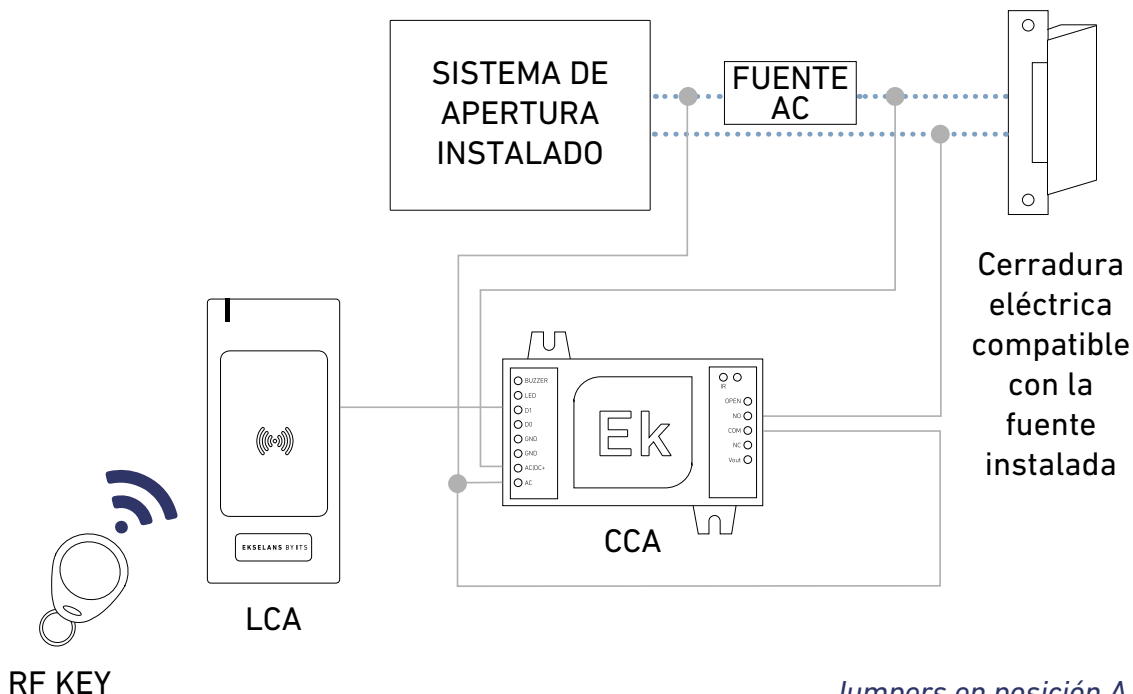 SISTEMA DE
APERTURA
INSTALADO
FUENTE
AC
Cerradura
eléctrica
compatible
con la
fuente
instalada
BUZZER
LED
D1
D0
GND
GND
AC|DC+
AC
Ek
IR
OPEN
NO
COM
NC
Vout
CCA
EKSELANS BY ITS
LCA
RF KEY
Jumpers en posición A